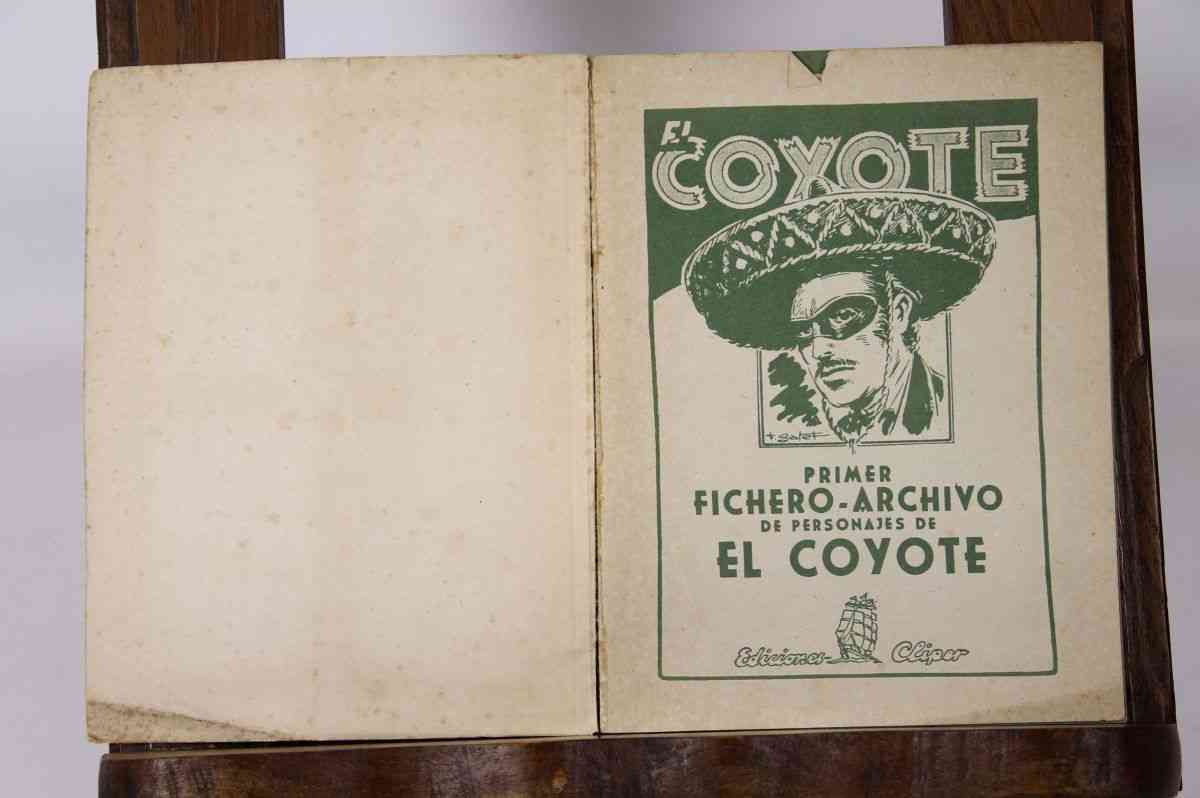 EL
COYOTE
PRIMER
FICHERO-ARCHIVO
DE PERSONAJES DE
EL COYOTE
Ediciones Cliper